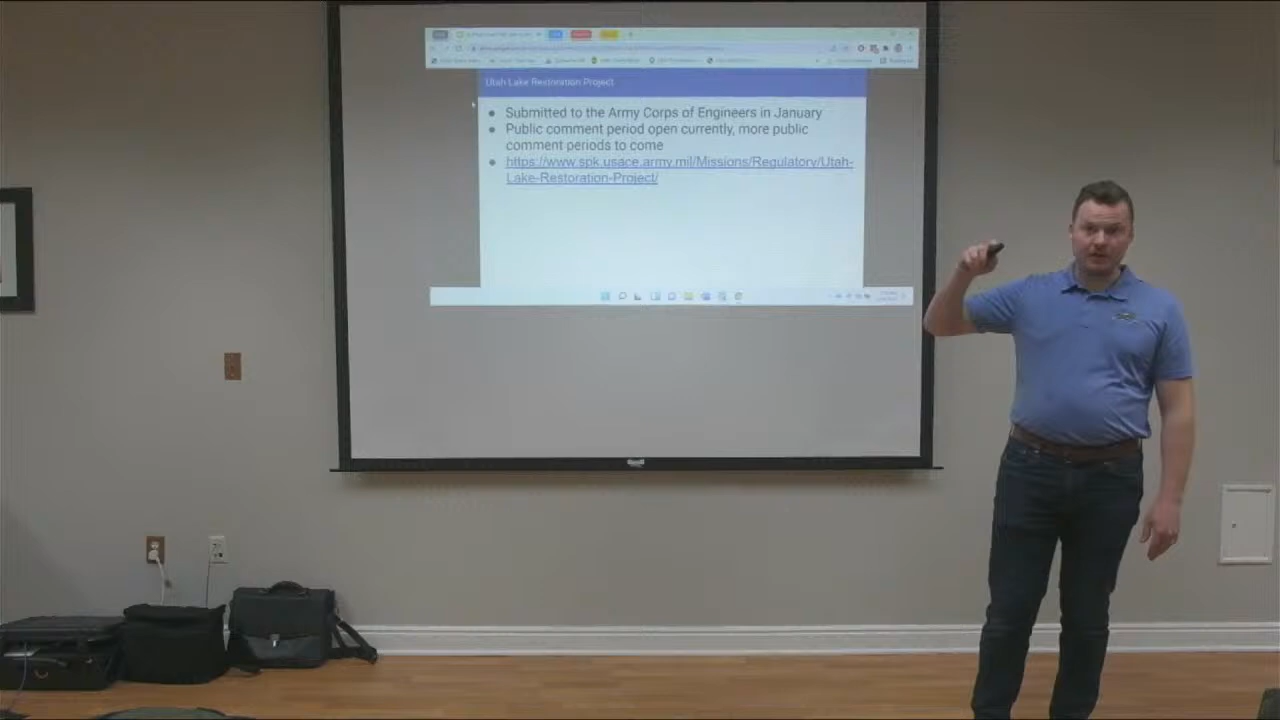 Utah Lake Restoration Project
● Submitted to the Army Corps of Engineers in January
● Public comment period open currently, more public
comment periods to come
● https://www.spk.usace.army.mil/Missions/Regulatory/Utah-
Lake-Restoration-Project/